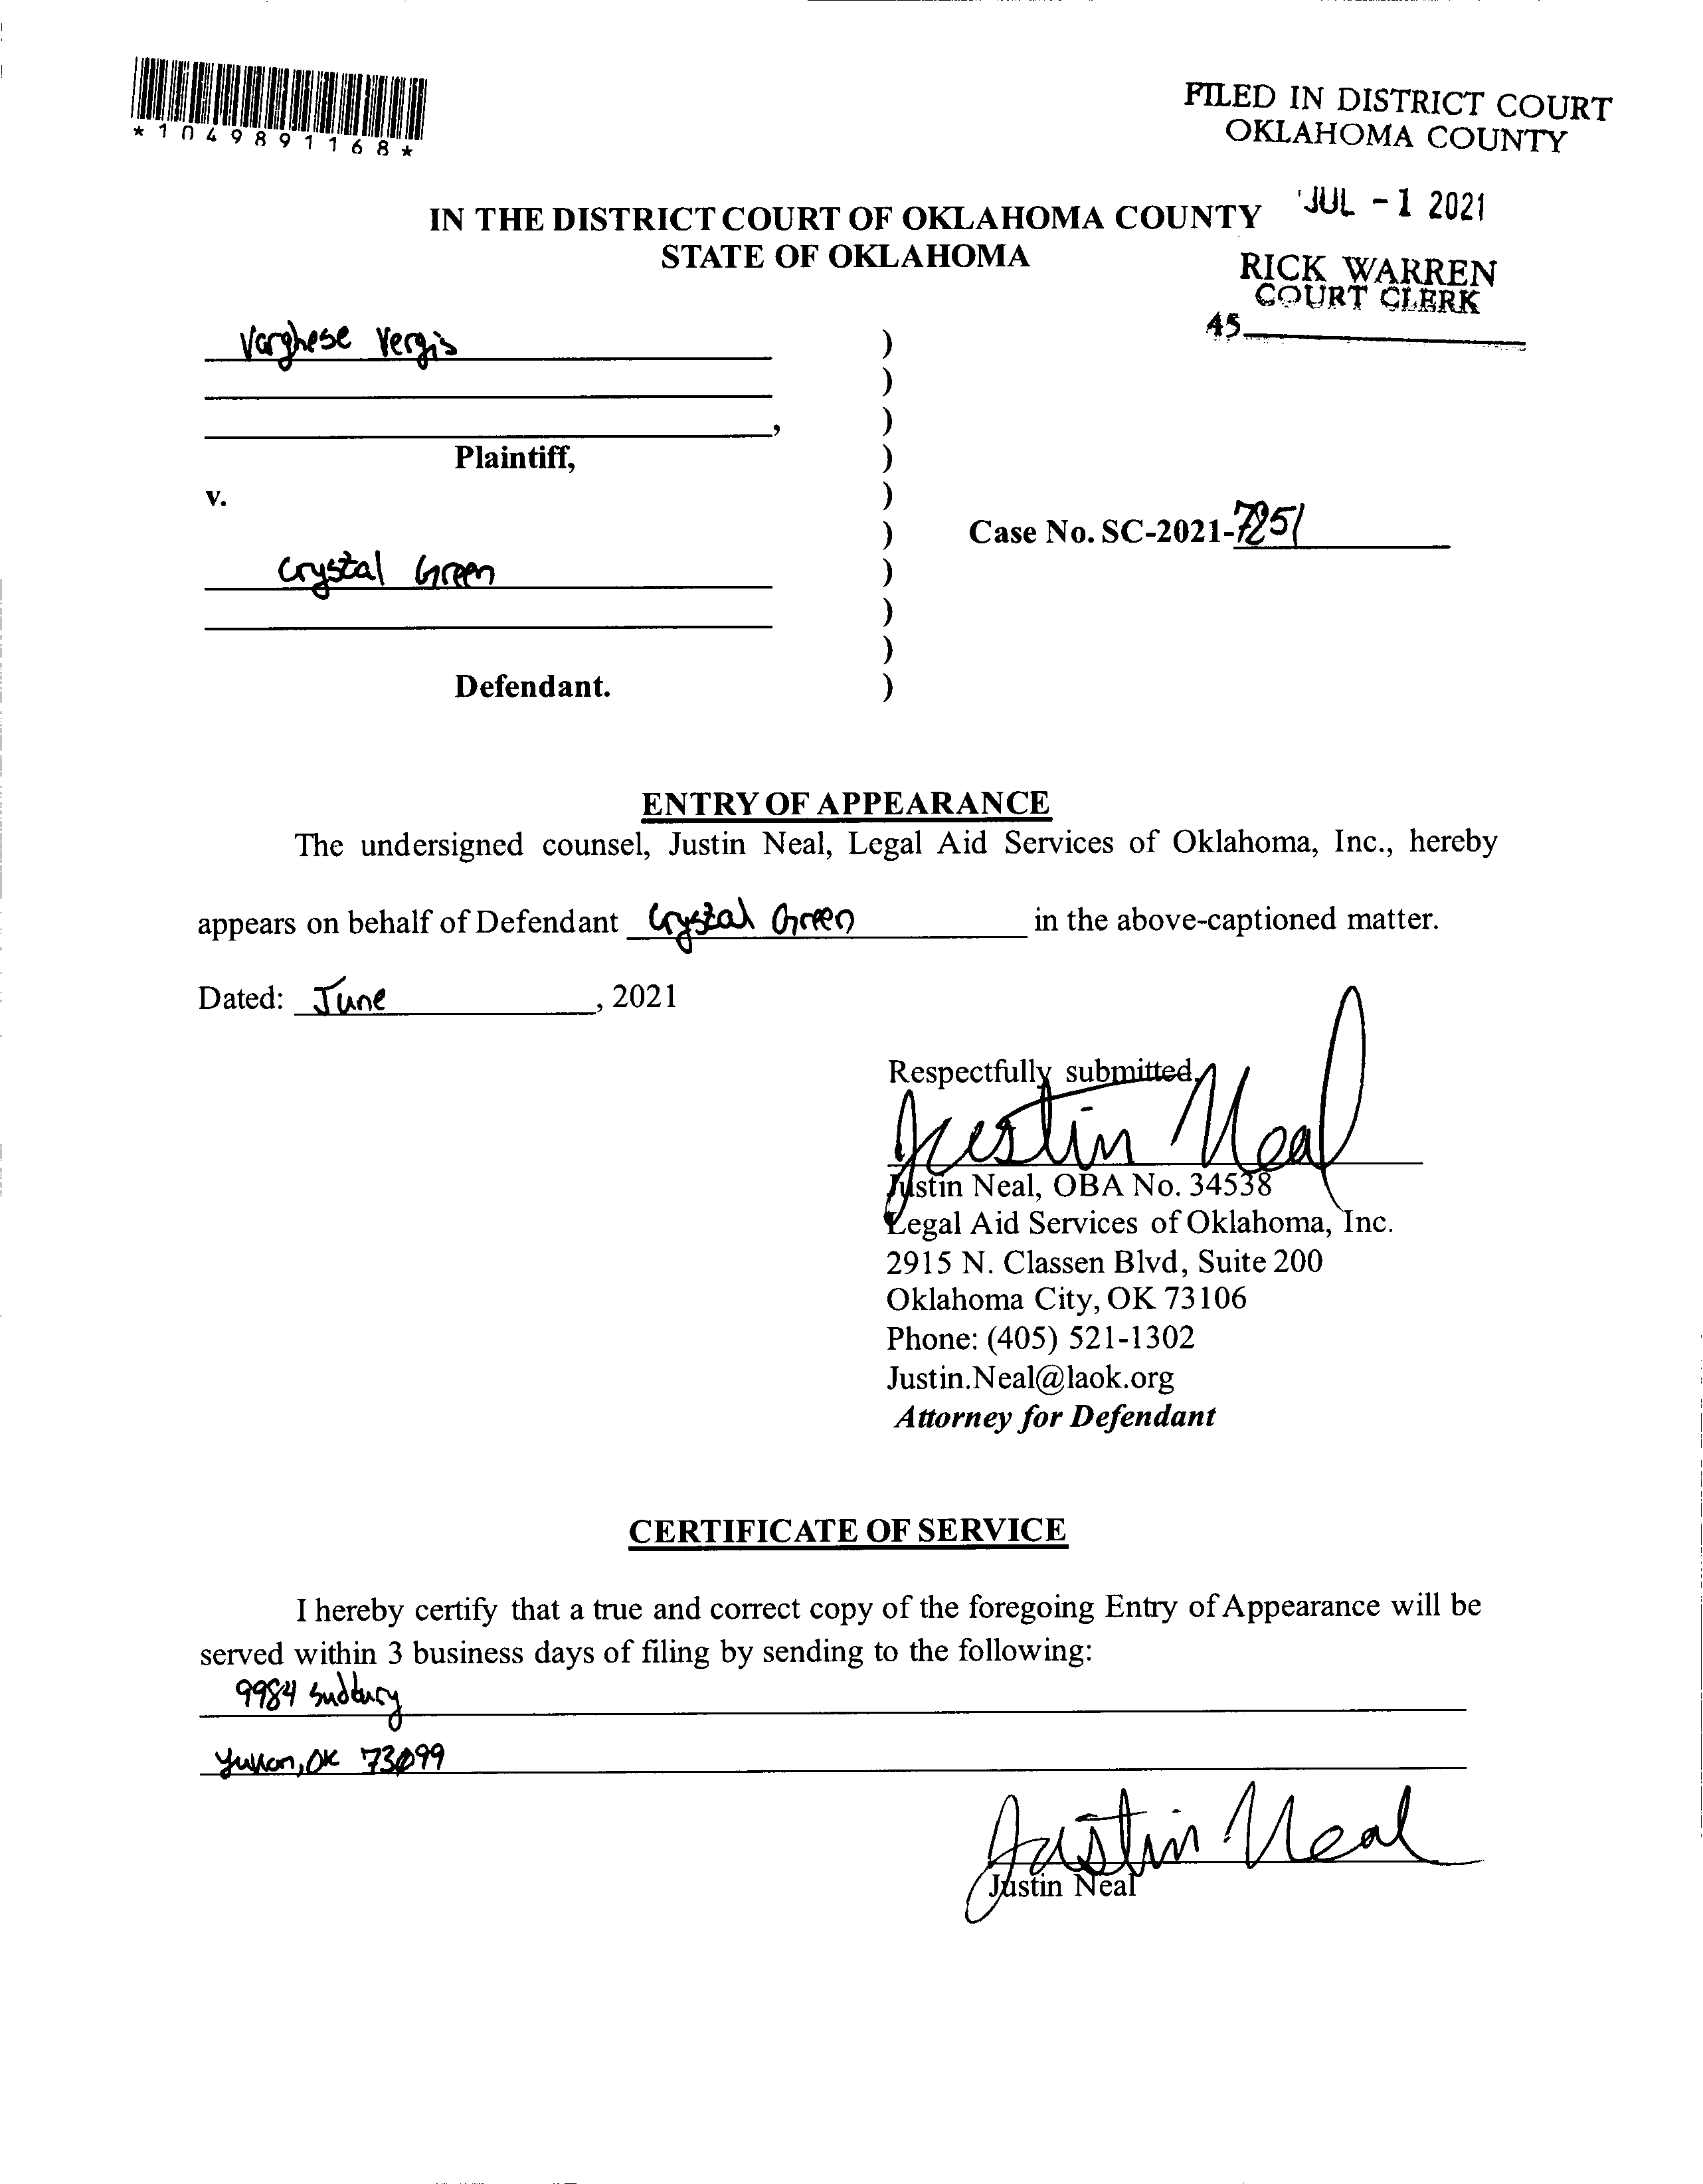 *1049891168*
FILED IN DISTRICT COURT
OKLAHOMA COUNTY
JUL - 1 2021
RICK WARREN
COURT CLERK
45
IN THE DISTRICT COURT OF OKLAHOMA COUNTY
STATE OF OKLAHOMA
Varghese Vergis
)
)
, )
Plaintiff, )
v. )
) Case No. SC-2021-7251
Crystal Green )
)
)
Defendant. )
ENTRY OF APPEARANCE
The undersigned counsel, Justin Neal, Legal Aid Services of Oklahoma, Inc., hereby
appears on behalf of Defendant Crystal Green in the above-captioned matter.
Dated: June , 2021
Respectfully submitted,
Justin Neal
Justin Neal, OBA No. 34538
Legal Aid Services of Oklahoma, Inc.
2915 N. Classen Blvd, Suite 200
Oklahoma City, OK 73106
Phone: (405) 521-1302
Justin.Neal@laok.org
Attorney for Defendant
CERTIFICATE OF SERVICE
I hereby certify that a true and correct copy of the foregoing Entry of Appearance will be
served within 3 business days of filing by sending to the following:
9984 Sudbury
Yukon, OK 73099
Justin Neal
Justin Neal